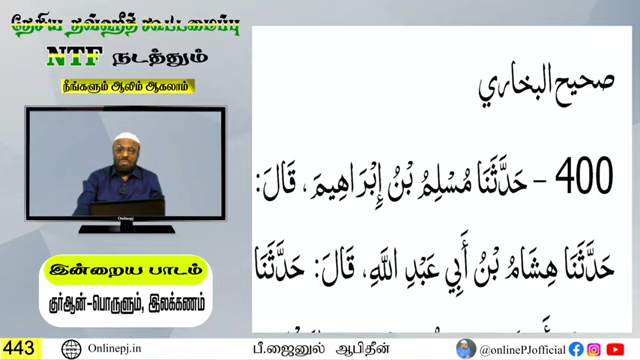 தேசிய தவ்ஹீத் கூட்டமைப்பு
NTF நடத்தும்
நீங்களும் ஆலிம் ஆகலாம்
Onlinepj
இன்றைய பாடம்
குர்ஆன்-பொருளும், இலக்கணம்
صحيح البخاري
400 - حَدَّثَنَا مُسْلِمُ بْنُ إِبْرَاهِيمَ، قَالَ:
حَدَّثَنَا هِشَامُ بْنُ أَبِي عَبْدِ اللَّهِ، قَالَ: حَدَّثَنَا
443 Onlinepj.in பீ.ஜைனுல் ஆபிதீன் @onlinePJofficial